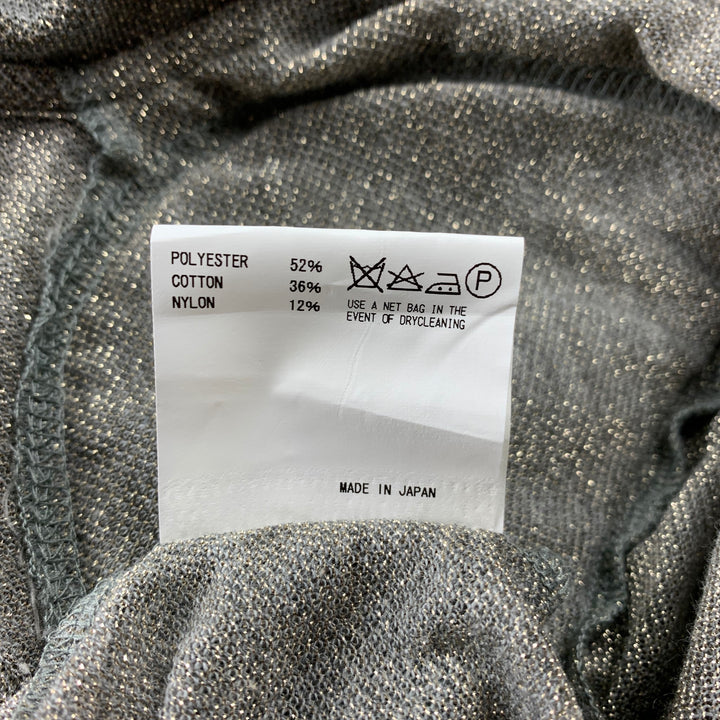 POLYESTER 52%
COTTON 36%
NYLON 12%
P
USE A NET BAG IN THE
EVENT OF DRYCLEANING
MADE IN JAPAN